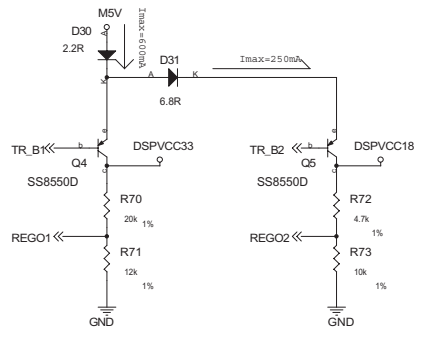 M5V
D30
A
2.2R
Imax=600mA
K
D31
A
K
6.8R
Imax=250mA
e
TR_B1
b
Q4
c
SS8550D
DSPVCC33
R70
20k
1%
REGO1
R71
12k
1%
GND
e
TR_B2
b
Q5
c
SS8550D
DSPVCC18
R72
4.7k
1%
REGO2
R73
10k
1%
GND